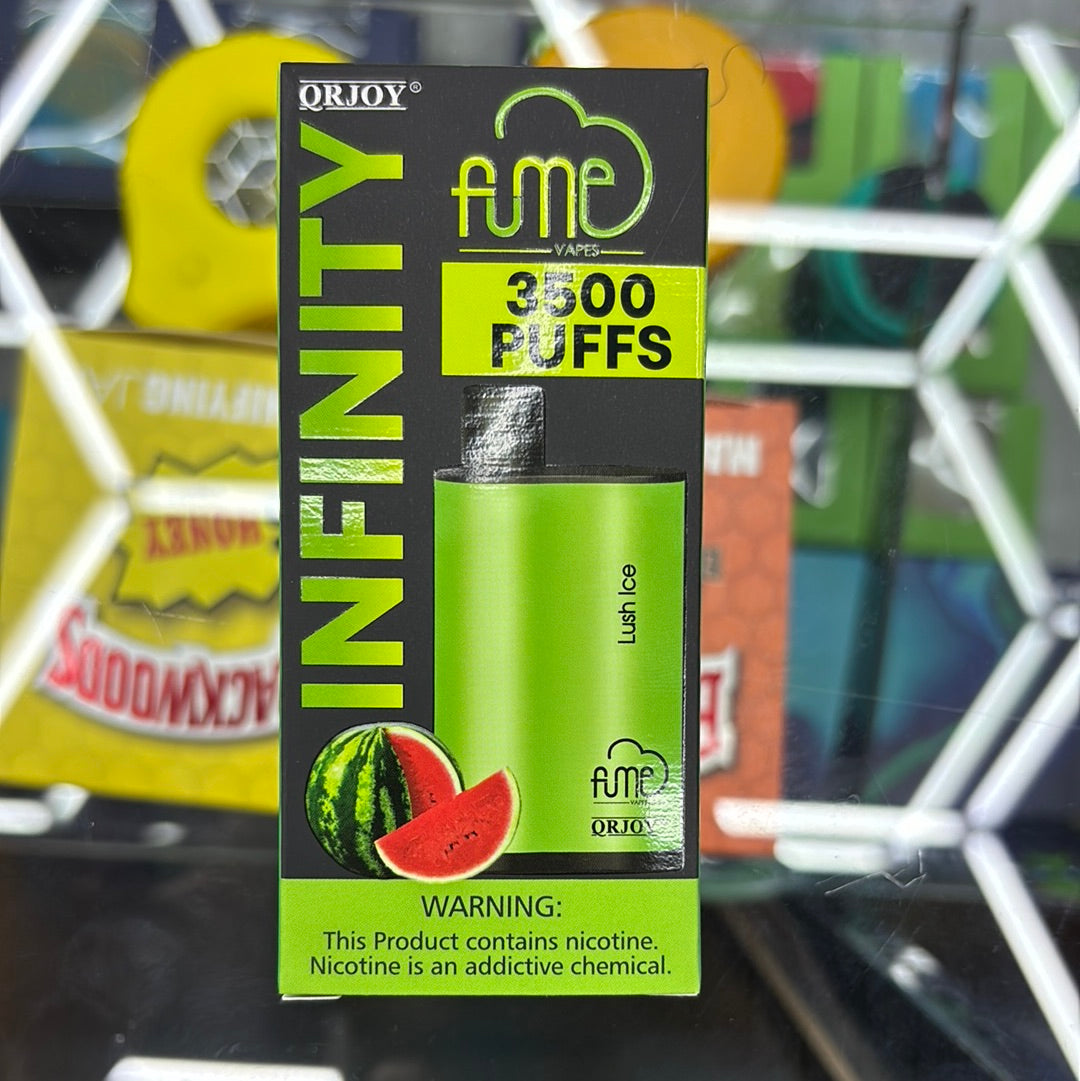 QRJOY®
INFINITY
fume
VAPES
3500
PUFFS
Lush Ice
fume
VAPES
QRJOY
WARNING:
This Product contains nicotine.
Nicotine is an addictive chemical.
HONEY
BACKWOODS